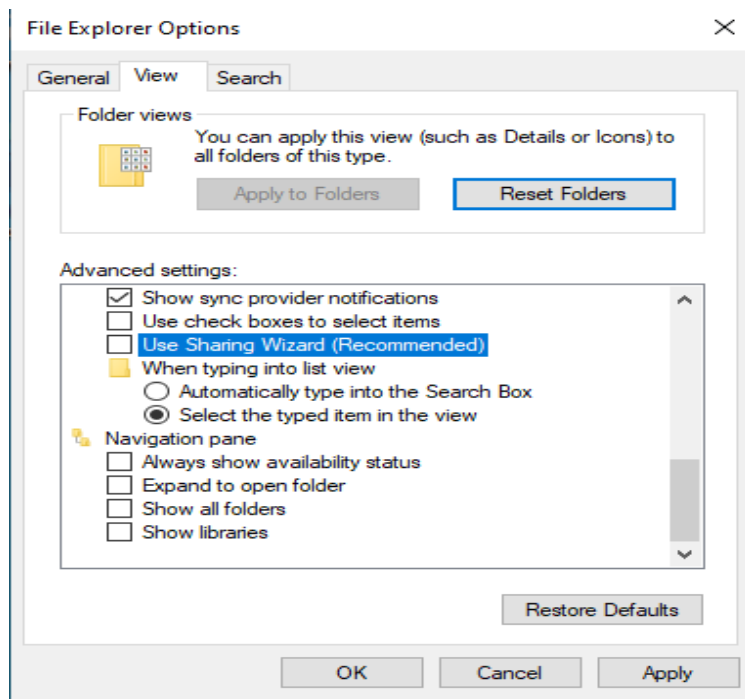 File Explorer Options
General View Search
Folder views
You can apply this view (such as Details or Icons) to
all folders of this type.
Apply to Folders Reset Folders
Advanced settings:
Show sync provider notifications
Use check boxes to select items
Use Sharing Wizard (Recommended)
When typing into list view
Automatically type into the Search Box
Select the typed item in the view
Navigation pane
Always show availability status
Expand to open folder
Show all folders
Show libraries
Restore Defaults
OK Cancel Apply